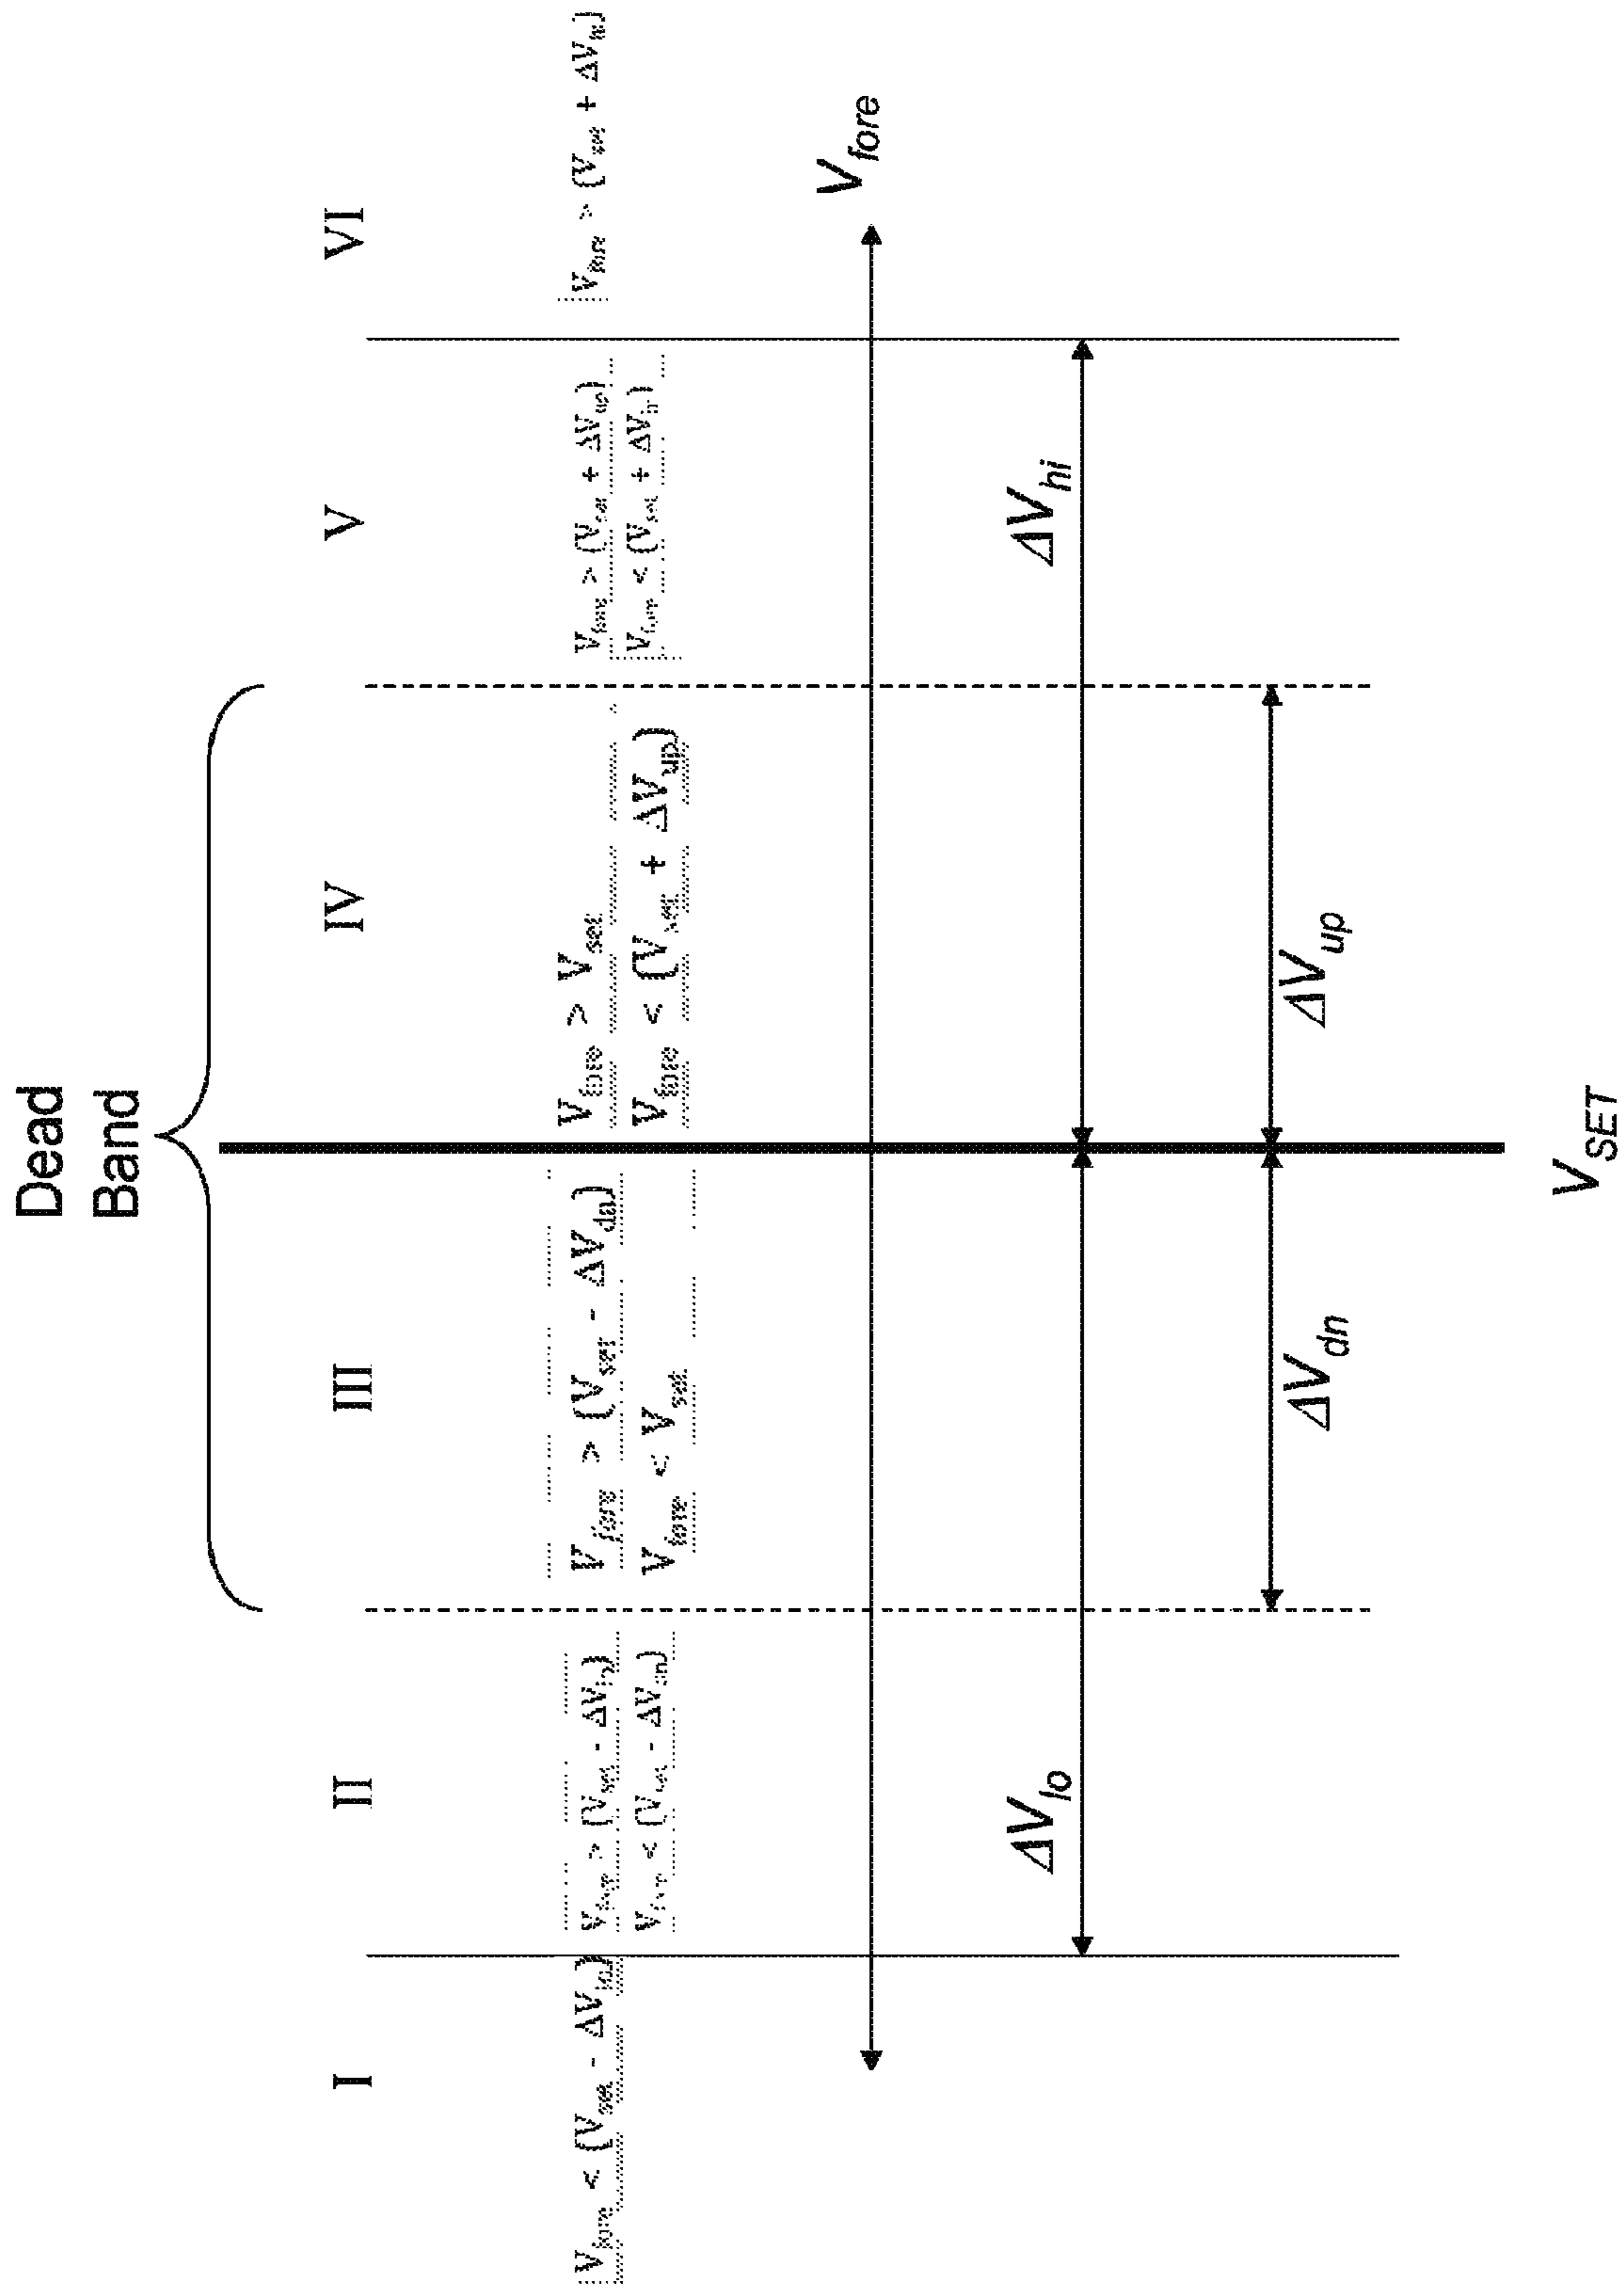 Dead
Band
I
II
III
IV
V
VI
V_fore < (V_set - ΔV_lo)
V_fore > (V_set - ΔV_lo)
V_fore < (V_set - ΔV_dn)
V_fore > (V_set - ΔV_dn)
V_fore < V_set
V_fore > V_set
V_fore < (V_set + ΔV_up)
V_fore > (V_set + ΔV_up)
V_fore < (V_set + ΔV_hi)
V_fore > (V_set + ΔV_hi)
V_fore
ΔV_lo
ΔV_hi
ΔV_dn
ΔV_up
V_SET